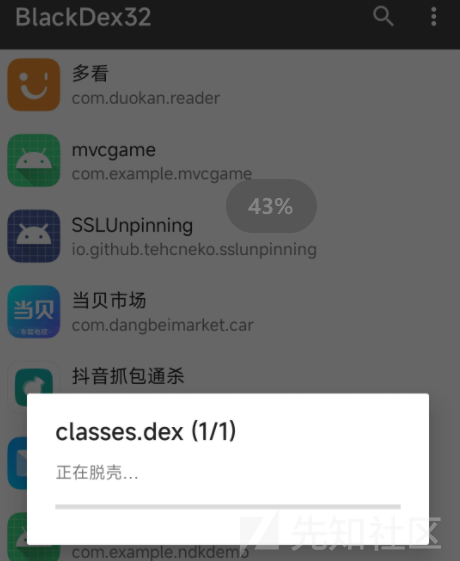 BlackDex32
多看
com.duokan.reader
mvcgame
com.example.mvcgame
43%
SSLUnpinning
io.github.tehcneko.sslunpinning
当贝市场
当贝
com.dangbeimarket.car
抖音抓包通杀
classes.dex (1/1)
正在脱壳...
先知社区
com.example.ndkdemo